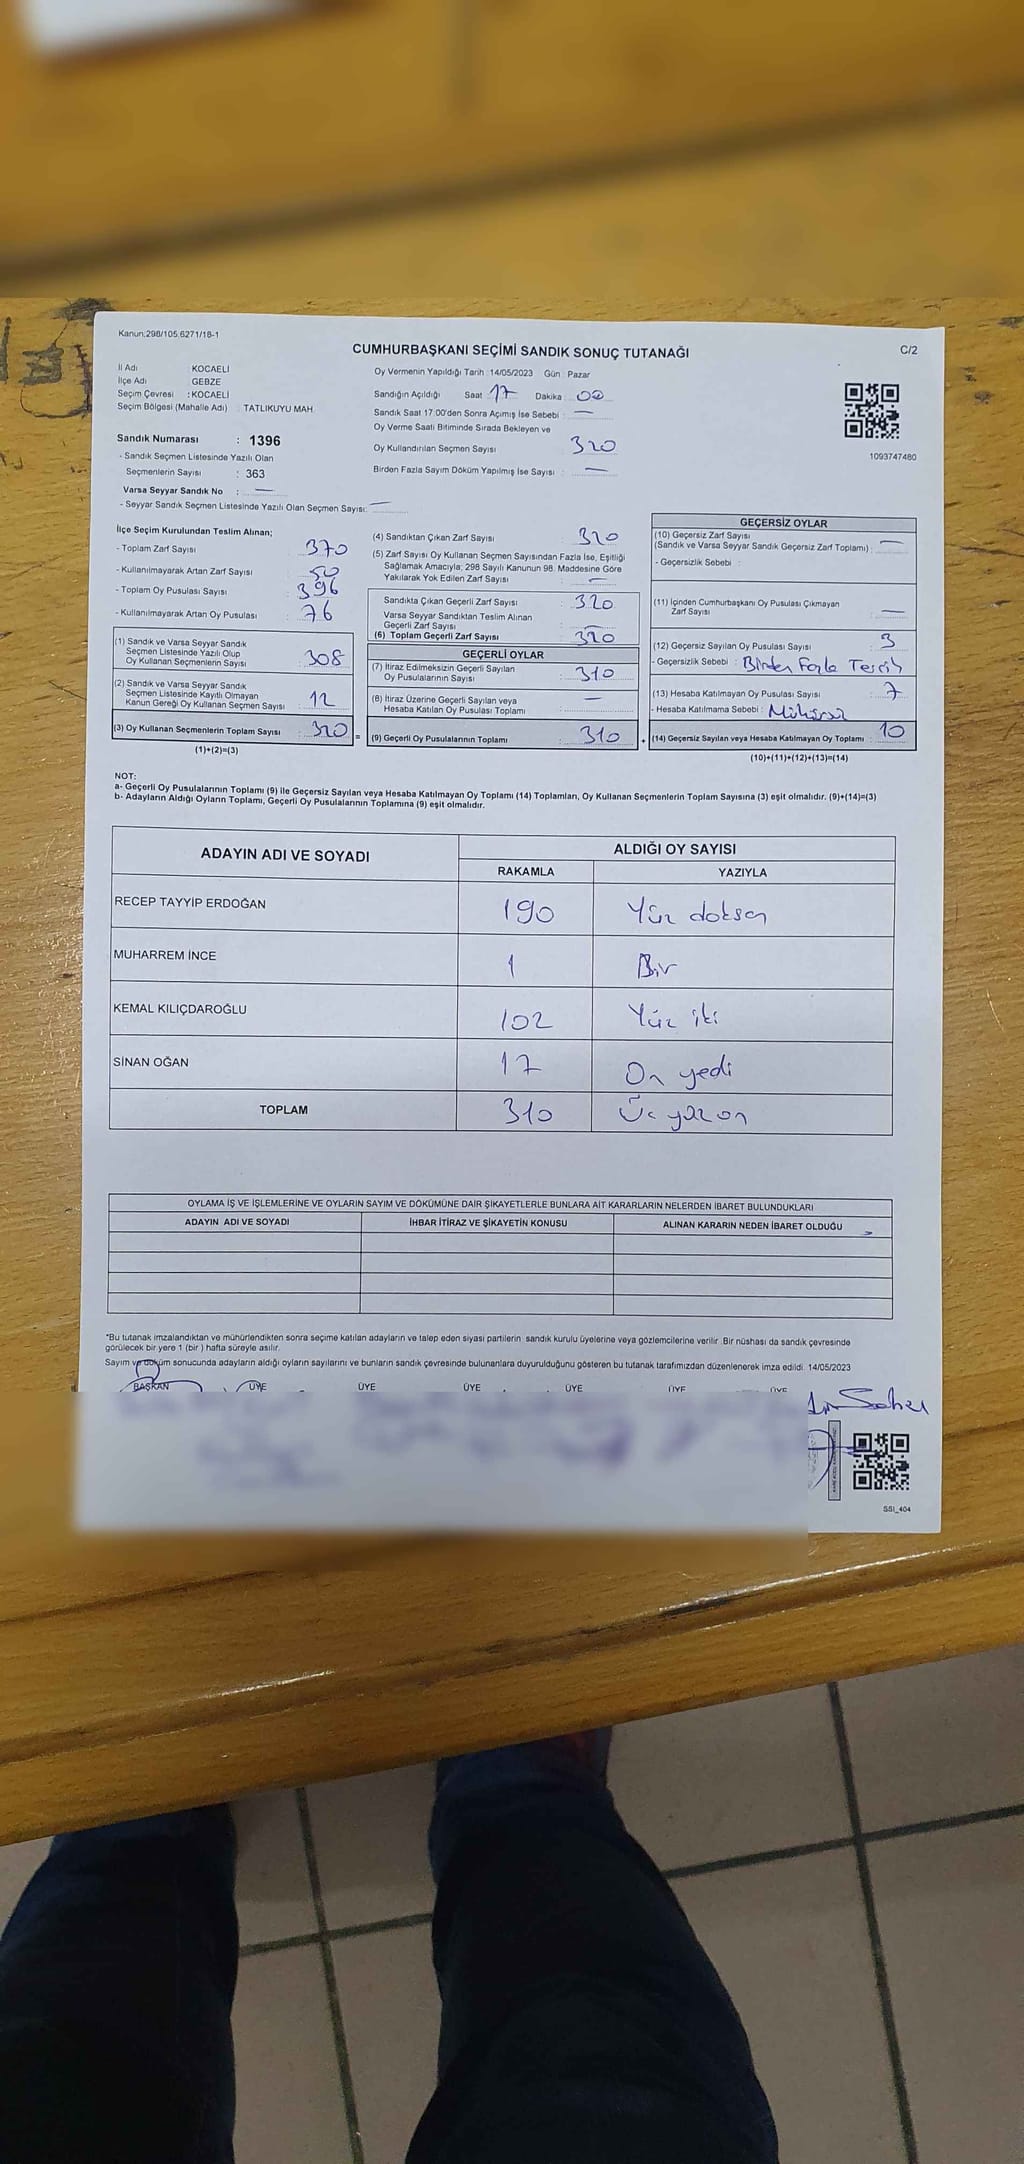 Kanun:298/105,6271/18-1
CUMHURBAŞKANI SEÇİMİ SANDIK SONUÇ TUTANAĞI
C/2
İl Adı KOCAELİ
İlçe Adı GEBZE
Seçim Çevresi : KOCAELİ
Seçim Bölgesi (Mahalle Adı) : TATLIKUYU MAH.
Oy Vermenin Yapıldığı Tarih : 14/05/2023 Gün : Pazar
Sandığın Açıldığı Saat : 17 Dakika : 00
Sandık Saat 17:00'den Sonra Açımış İse Sebebi : —
Oy Verme Saati Bitiminde Sırada Bekleyen ve
Oy Kullandırılan Seçmen Sayısı 320
Birden Fazla Sayım Döküm Yapılmış İse Sayısı : —
1093747480
Sandık Numarası : 1396
- Sandık Seçmen Listesinde Yazılı Olan
Seçmenlerin Sayısı : 363
Varsa Seyyar Sandık No : —
- Seyyar Sandık Seçmen Listesinde Yazılı Olan Seçmen Sayısı: —
İlçe Seçim Kurulundan Teslim Alınan;
- Toplam Zarf Sayısı 370
- Kullanılmayarak Artan Zarf Sayısı : 50
- Toplam Oy Pusulası Sayısı : 396
- Kullanılmayarak Artan Oy Pusulası : 76
(1) Sandık ve Varsa Seyyar Sandık
Seçmen Listesinde Yazılı Olup
Oy Kullanan Seçmenlerin Sayısı : 308
(2) Sandık ve Varsa Seyyar Sandık
Seçmen Listesinde Kayıtlı Olmayan
Kanun Gereği Oy Kullanan Seçmen Sayısı : 12
(3) Oy Kullanan Seçmenlerin Toplam Sayısı : 320
(1)+(2)=(3)
(4) Sandıktan Çıkan Zarf Sayısı : 320
(5) Zarf Sayısı Oy Kullanan Seçmen Sayısından Fazla İse, Eşitliği
Sağlamak Amacıyla; 298 Sayılı Kanunun 98. Maddesine Göre
Yakılarak Yok Edilen Zarf Sayısı : —
Sandıkta Çıkan Geçerli Zarf Sayısı : 320
Varsa Seyyar Sandıktan Teslim Alınan
Geçerli Zarf Sayısı : —
(6) Toplam Geçerli Zarf Sayısı : 320
GEÇERLİ OYLAR
(7) İtiraz Edilmeksizin Geçerli Sayılan
Oy Pusulalarının Sayısı : 310
(8) İtiraz Üzerine Geçerli Sayılan veya
Hesaba Katılan Oy Pusulası Toplamı : —
=
(9) Geçerli Oy Pusulalarının Toplamı : 310
+
GEÇERSİZ OYLAR
(10) Geçersiz Zarf Sayısı
(Sandık ve Varsa Seyyar Sandık Geçersiz Zarf Toplamı) : —
- Geçersizlik Sebebi :
(11) İçinden Cumhurbaşkanı Oy Pusulası Çıkmayan
Zarf Sayısı : —
(12) Geçersiz Sayılan Oy Pusulası Sayısı : 3
- Geçersizlik Sebebi : Birden Fazla Tercih
(13) Hesaba Katılmayan Oy Pusulası Sayısı : 7
- Hesaba Katılmama Sebebi : Mühürsüz
(14) Geçersiz Sayılan veya Hesaba Katılmayan Oy Toplamı : 10
(10)+(11)+(12)+(13)=(14)
NOT:
a- Geçerli Oy Pusulalarının Toplamı (9) ile Geçersiz Sayılan veya Hesaba Katılmayan Oy Toplamı (14) Toplamları, Oy Kullanan Seçmenlerin Toplam Sayısına (3) eşit olmalıdır. (9)+(14)=(3)
b- Adayların Aldığı Oyların Toplamı, Geçerli Oy Pusulalarının Toplamına (9) eşit olmalıdır.
ADAYIN ADI VE SOYADI ALDIĞI OY SAYISI
RAKAMLA YAZIYLA
RECEP TAYYİP ERDOĞAN 190 Yüz doksan
MUHARREM İNCE 1 Bir
KEMAL KILIÇDAROĞLU 102 Yüz iki
SİNAN OĞAN 17 On yedi
TOPLAM 310 Üç yüz on
OYLAMA İŞ VE İŞLEMLERİNE VE OYLARIN SAYIM VE DÖKÜMÜNE DAİR ŞİKAYETLERLE BUNLARA AİT KARARLARIN NELERDEN İBARET BULUNDUKLARI
ADAYIN ADI VE SOYADI İHBAR İTİRAZ VE ŞİKAYETİN KONUSU ALINAN KARARIN NEDEN İBARET OLDUĞU
*Bu tutanak imzalandıktan ve mühürlendikten sonra seçime katılan adayların ve talep eden siyasi partilerin sandık kurulu üyelerine veya gözlemcilerine verilir .Bir nüshası da sandık çevresinde
görülecek bir yere 1 (bir ) hafta süreyle asılır.
Sayım ve döküm sonucunda adayların aldığı oyların sayılarını ve bunların sandık çevresinde bulunanlara duyurulduğunu gösteren bu tutanak tarafımızdan düzenlenerek imza edildi. 14/05/2023
BAŞKAN ÜYE ÜYE ÜYE ÜYE ÜYE ÜYE
SSI_404